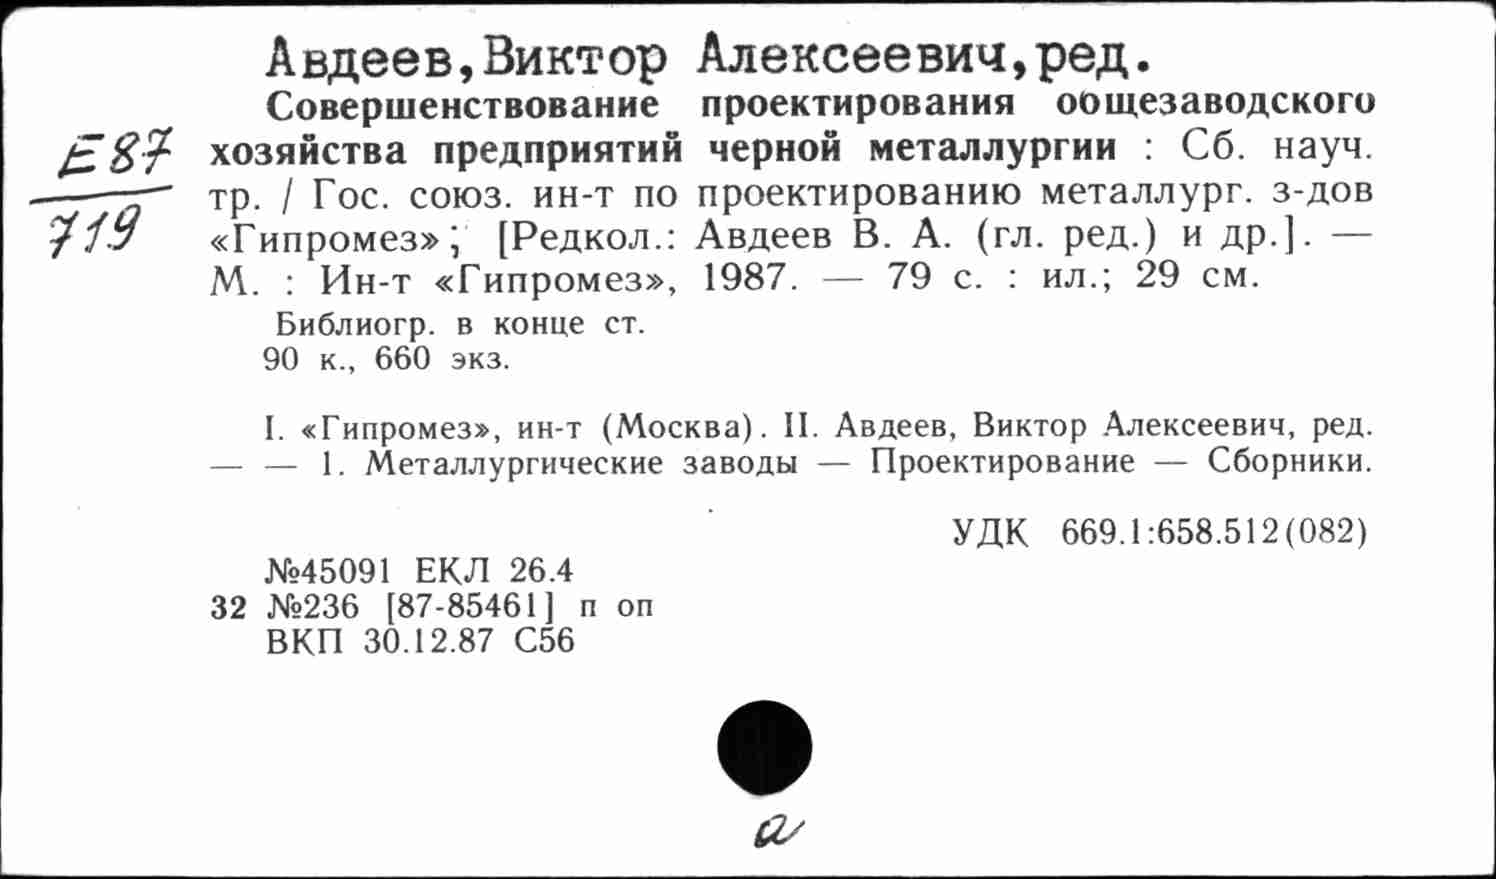 Авдеев, Виктор Алексеевич, ред.
Совершенствование проектирования общезаводского
Е87
хозяйства предприятий черной металлургии : Сб. науч.
тр. / Гос. союз. ин-т по проектированию металлург. з-дов
719
«Гипромез»; [Редкол.: Авдеев В. А. (гл. ред.) и др.]. —
М. : Ин-т «Гипромез», 1987. — 79 с. : ил.; 29 см.
Библиогр. в конце ст.
90 к., 660 экз.
I. «Гипромез», ин-т (Москва). II. Авдеев, Виктор Алексеевич, ред.
— — 1. Металлургические заводы — Проектирование — Сборники.
УДК 669.1:658.512(082)
№45091 ЕКЛ 26.4
32 №236 [87-85461] п оп
ВКП 30.12.87 С56
а